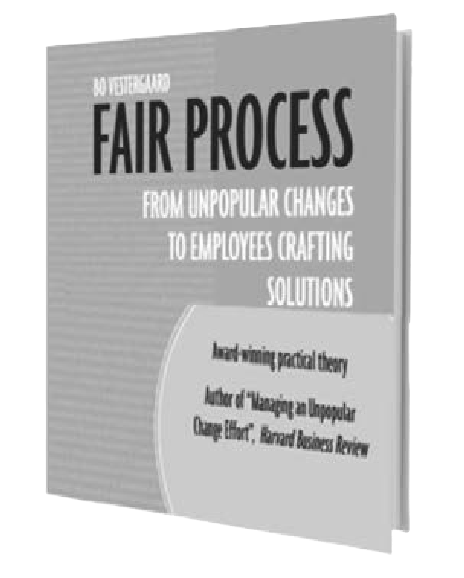 BO VESTERGAARD
FAIR PROCESS
FROM UNPOPULAR CHANGES
TO EMPLOYEES CRAFTING
SOLUTIONS
Award-winning practical theory
Author of "Managing an Unpopular
Change Effort", Harvard Business Review